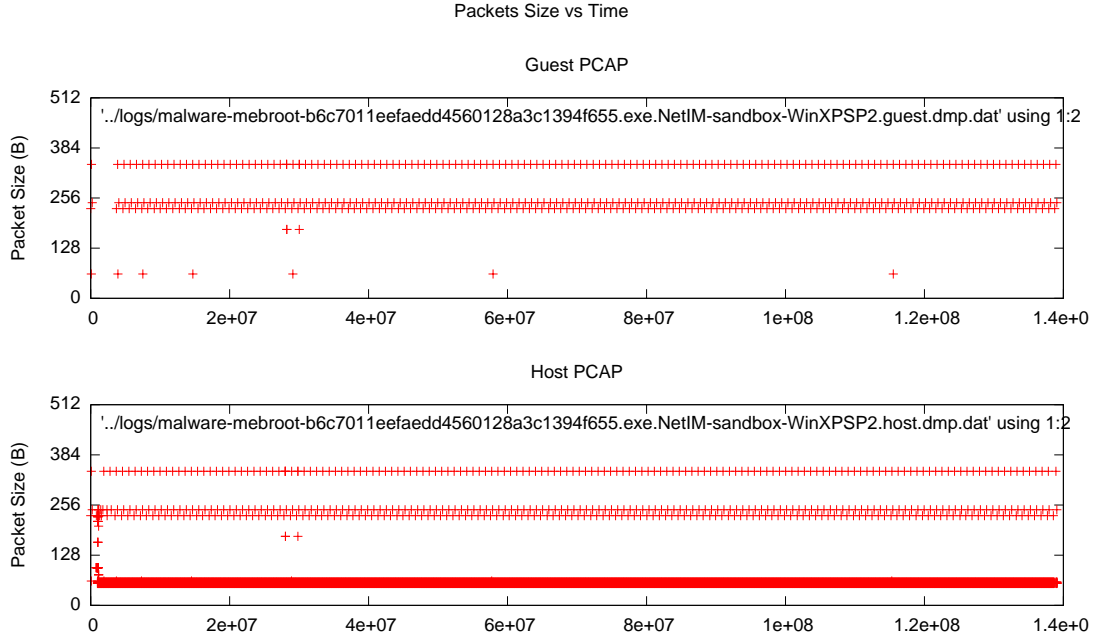 Packets Size vs Time
Guest PCAP
512
384
256
128
0
Packet Size (B)
'../logs/malware-mebroot-b6c7011eefaedd4560128a3c1394f655.exe.NetIM-sandbox-WinXPSP2.guest.dmp.dat' using 1:2
0 2e+07 4e+07 6e+07 8e+07 1e+08 1.2e+08 1.4e+0
Host PCAP
512
384
256
128
0
Packet Size (B)
'../logs/malware-mebroot-b6c7011eefaedd4560128a3c1394f655.exe.NetIM-sandbox-WinXPSP2.host.dmp.dat' using 1:2
0 2e+07 4e+07 6e+07 8e+07 1e+08 1.2e+08 1.4e+0